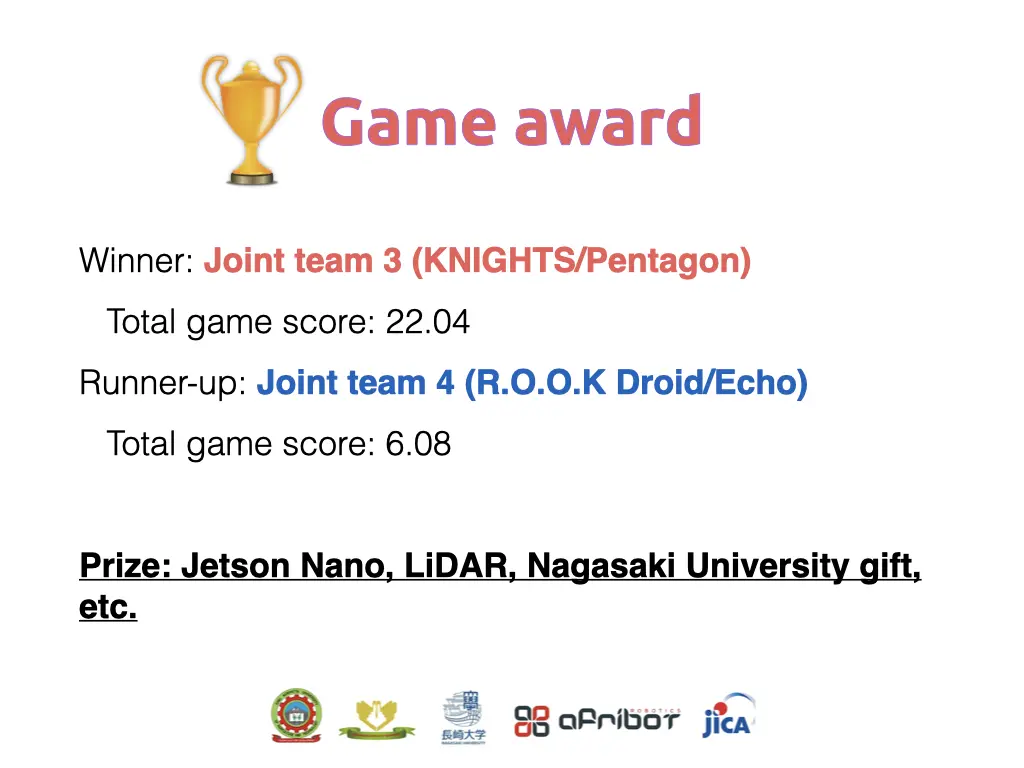 Game award
Winner: Joint team 3 (KNIGHTS/Pentagon)
Total game score: 22.04
Runner-up: Joint team 4 (R.O.O.K Droid/Echo)
Total game score: 6.08
Prize: Jetson Nano, LiDAR, Nagasaki University gift,
etc.
長崎大学
NAGASAKI UNIVERSITY
afribot
ROBOTICS
jICA